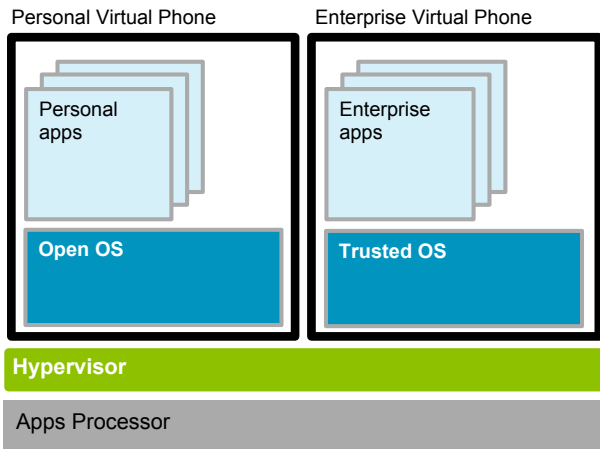 Personal Virtual Phone
Enterprise Virtual Phone
Personal
apps
Enterprise
apps
Open OS
Trusted OS
Hypervisor
Apps Processor